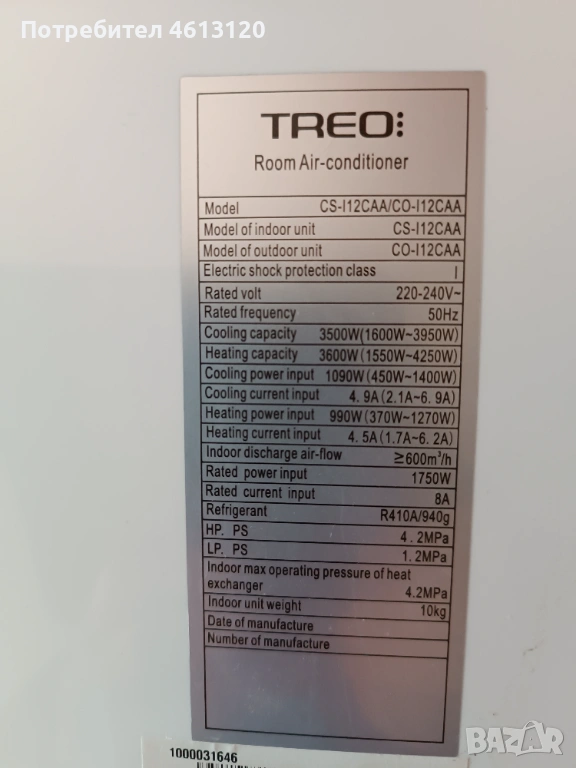 Потребител 4613120
TREO
Room Air-conditioner
Model CS-I12CAA/CO-I12CAA
Model of indoor unit CS-I12CAA
Model of outdoor unit CO-I12CAA
Electric shock protection class I
Rated volt 220-240V~
Rated frequency 50Hz
Cooling capacity 3500W(1600W~3950W)
Heating capacity 3600W(1550W~4250W)
Cooling power input 1090W(450W~1400W)
Cooling current input 4.9A(2.1A~6.9A)
Heating power input 990W(370W~1270W)
Heating current input 4.5A(1.7A~6.2A)
Indoor discharge air-flow ≥600m³/h
Rated power input 1750W
Rated current input 8A
Refrigerant R410A/940g
HP. PS 4.2MPa
LP. PS 1.2MPa
Indoor max operating pressure of heat
exchanger 4.2MPa
Indoor unit weight 10kg
Date of manufacture
Number of manufacture
1000031646
BAZAR